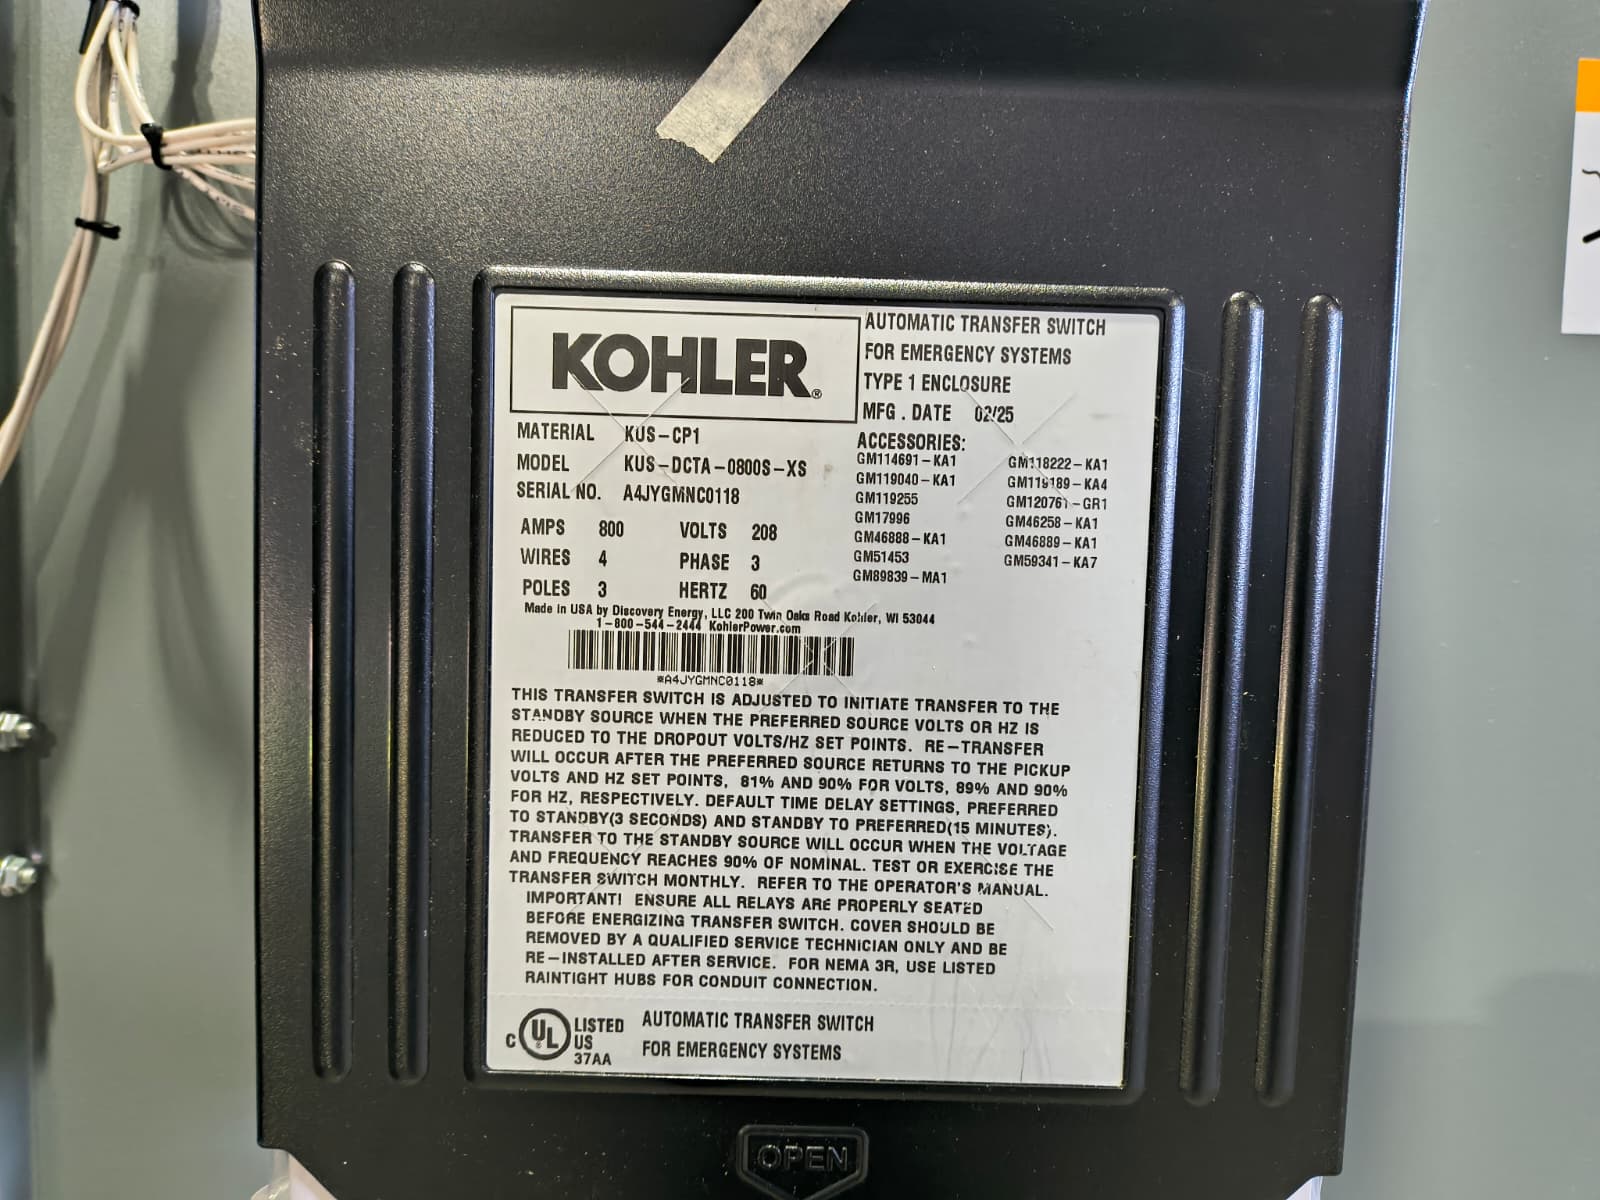 KOHLER®
AUTOMATIC TRANSFER SWITCH
FOR EMERGENCY SYSTEMS
TYPE 1 ENCLOSURE
MFG. DATE 02/25
MATERIAL KUS-CP1
MODEL KUS-DCTA-0800S-XS
SERIAL NO. A4JYGMNC0118
AMPS 800 VOLTS 208
WIRES 4 PHASE 3
POLES 3 HERTZ 60
ACCESSORIES:
GM114691-KA1 GM118222-KA1
GM119040-KA1 GM119189-KA4
GM119255 GM120761-GR1
GM17996 GM46258-KA1
GM46888-KA1 GM46889-KA1
GM51453 GM59341-KA7
GM89839-MA1
Made in USA by Discovery Energy, LLC 200 Twin Oaks Road Kohler, WI 53044
1-800-544-2444 KohlerPower.com
*A4JYGMNC0118*
THIS TRANSFER SWITCH IS ADJUSTED TO INITIATE TRANSFER TO THE
STANDBY SOURCE WHEN THE PREFERRED SOURCE VOLTS OR HZ IS
REDUCED TO THE DROPOUT VOLTS/HZ SET POINTS. RE-TRANSFER
WILL OCCUR AFTER THE PREFERRED SOURCE RETURNS TO THE PICKUP
VOLTS AND HZ SET POINTS, 81% AND 90% FOR VOLTS, 89% AND 90%
FOR HZ, RESPECTIVELY. DEFAULT TIME DELAY SETTINGS, PREFERRED
TO STANDBY(3 SECONDS) AND STANDBY TO PREFERRED(15 MINUTES).
TRANSFER TO THE STANDBY SOURCE WILL OCCUR WHEN THE VOLTAGE
AND FREQUENCY REACHES 90% OF NOMINAL. TEST OR EXERCISE THE
TRANSFER SWITCH MONTHLY. REFER TO THE OPERATOR'S MANUAL.
IMPORTANT! ENSURE ALL RELAYS ARE PROPERLY SEATED
BEFORE ENERGIZING TRANSFER SWITCH. COVER SHOULD BE
REMOVED BY A QUALIFIED SERVICE TECHNICIAN ONLY AND BE
RE-INSTALLED AFTER SERVICE. FOR NEMA 3R, USE LISTED
RAINTIGHT HUBS FOR CONDUIT CONNECTION.
C UL® LISTED
US
37AA
AUTOMATIC TRANSFER SWITCH
FOR EMERGENCY SYSTEMS
OPEN